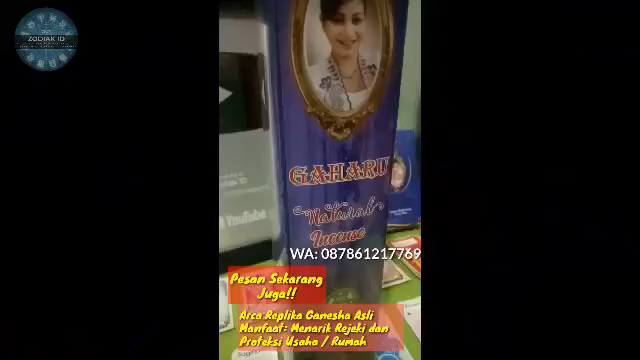 ZODIAK ID
GAHARU
Natural
Incense
YouTube
WA: 087861217769
Pesan Sekarang
Juga!!
Arca Replika Ganesha Asli
Manfaat: Menarik Rejeki dan
Proteksi Usaha / Rumah